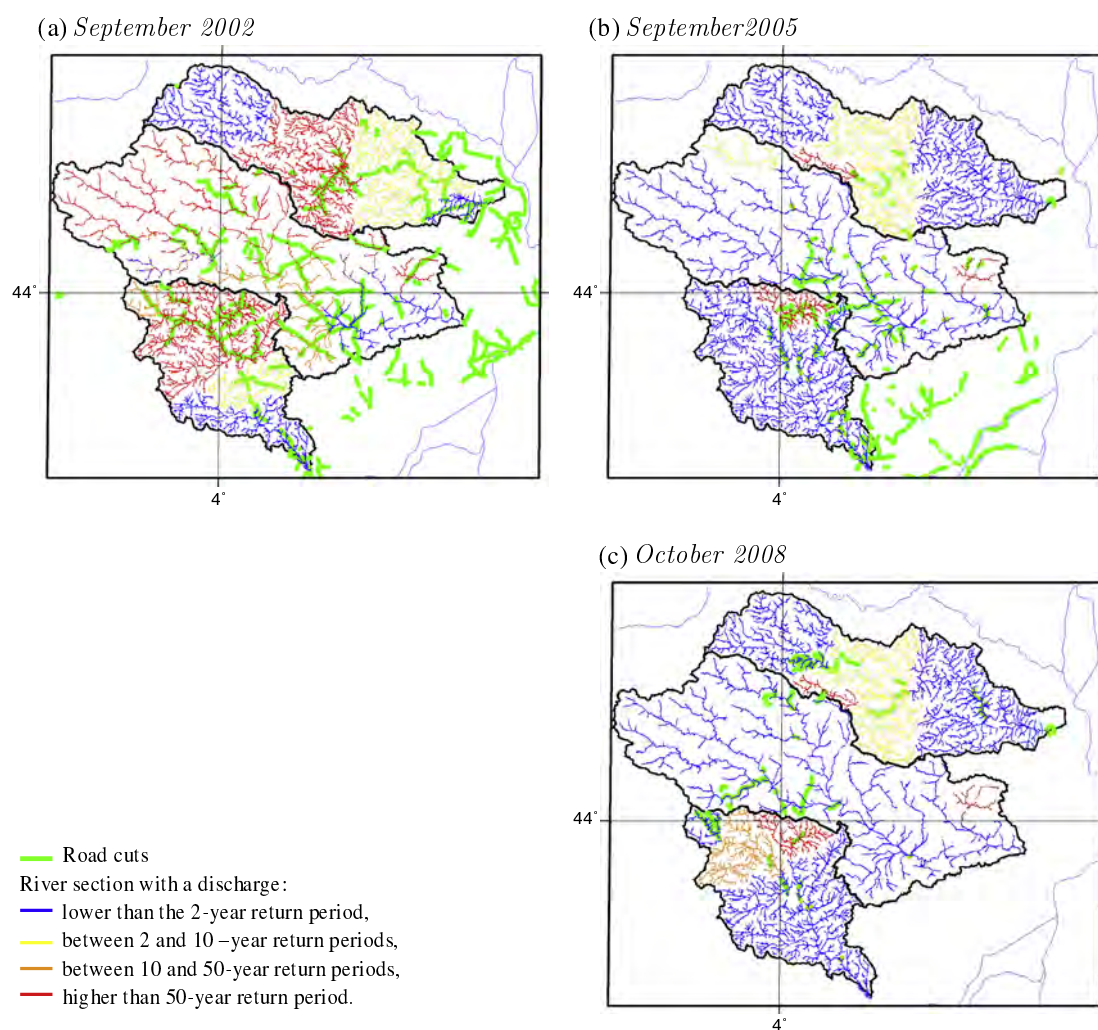 (a) September 2002
(b) September2005
44°
44°
4°
4°
(c) October 2008
44°
4°
Road cuts
River section with a discharge:
lower than the 2-year return period,
between 2 and 10 –year return periods,
between 10 and 50-year return periods,
higher than 50-year return period.